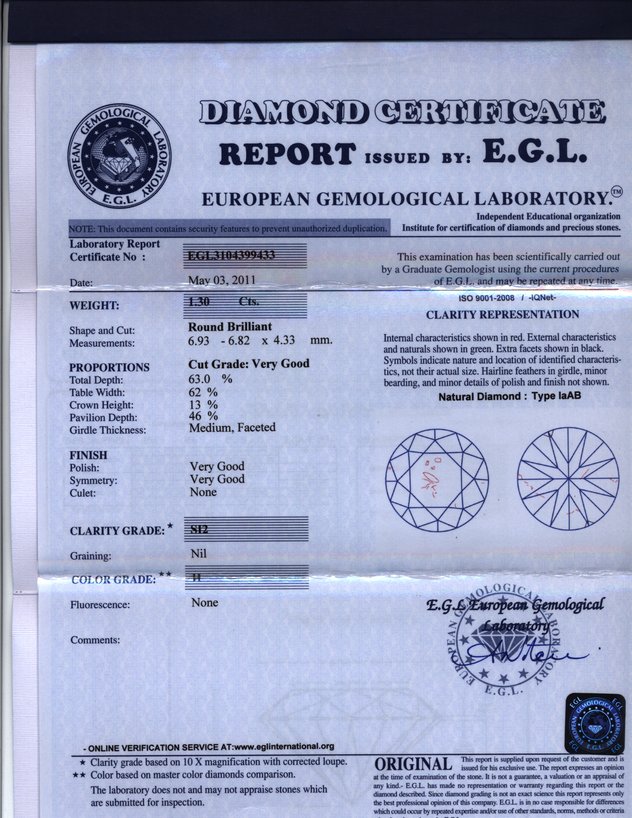 DIAMOND CERTIFICATE
REPORT ISSUED BY: E.G.L.
EUROPEAN GEMOLOGICAL LABORATORY E.G.L.
EUROPEAN GEMOLOGICAL LABORATORY.™
Independent Educational organization
NOTE: This document contains security features to prevent unauthorized duplication.
Institute for certification of diamonds and precious stones.
Laboratory Report
Certificate No : EGL3104399433
Date: May 03, 2011
WEIGHT: 1.30 Cts.
Shape and Cut: Round Brilliant
Measurements: 6.93 - 6.82 x 4.33 mm.
PROPORTIONS Cut Grade: Very Good
Total Depth: 63.0 %
Table Width: 62 %
Crown Height: 13 %
Pavilion Depth: 46 %
Girdle Thickness: Medium, Faceted
FINISH
Polish: Very Good
Symmetry: Very Good
Culet: None
CLARITY GRADE:* SI2
Graining: Nil
COLOR GRADE:** H
Fluorescence: None
Comments:
This examination has been scientifically carried out
by a Graduate Gemologist using the current procedures
of E.G.L. and may be repeated at any time.
ISO 9001-2008 / -IQNet-
CLARITY REPRESENTATION
Internal characteristics shown in red. External characteristics
and naturals shown in green. Extra facets shown in black.
Symbols indicate nature and location of identified characteris-
tics, not their actual size. Hairline feathers in girdle, minor
bearding, and minor details of polish and finish not shown.
Natural Diamond : Type IaAB
E.G.L European Gemological
Laboratory
EUROPEAN GEMOLOGICAL LABORATORY E.G.L.
- ONLINE VERIFICATION SERVICE AT:www.eglinternational.org
★ Clarity grade based on 10 X magnification with corrected loupe.
★★ Color based on master color diamonds comparison.
The laboratory does not and may not appraise stones which
are submitted for inspection.
EGL EGL
E.G.L.
ORIGINAL This report is supplied upon request of the customer and is
issued for his exclusive use. The report expresses an opinion
at the time of examination of the stone. It is not a guarantee, a valuation or an appraisal of
any kind.- E.G.L. has made no representation or warranty regarding this report or the
diamond described. Since diamond grading is not an exact science this report represents only
the best professional opinion of this company. E.G.L. is in no case responsible for differences
which could occur by repeated expertise and/or use of other standards, norms, methods or criteria